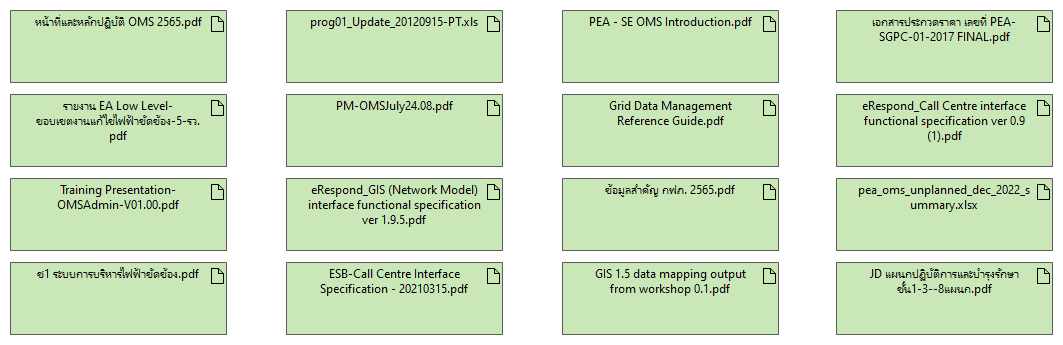 หน้าที่และหลักปฏิบัติ OMS 2565.pdf
prog01_Update_20120915-PT.xls
PEA - SE OMS Introduction.pdf
เอกสารประกวดราคา เลขที่ PEA-
SGPC-01-2017 FINAL.pdf
รายงาน EA Low Level-
ขอบเขตงานแก้ไขไฟฟ้าขัดข้อง-5-รว.
pdf
PM-OMSJuly24.08.pdf
Grid Data Management
Reference Guide.pdf
eRespond_Call Centre interface
functional specification ver 0.9
(1).pdf
Training Presentation-
OMSAdmin-V01.00.pdf
eRespond_GIS (Network Model)
interface functional specification
ver 1.9.5.pdf
ข้อมูลสำคัญ กฟภ. 2565.pdf
pea_oms_unplanned_dec_2022_s
ummary.xlsx
ช1 ระบบการบริหารไฟฟ้าขัดข้อง.pdf
ESB-Call Centre Interface
Specification - 20210315.pdf
GIS 1.5 data mapping output
from workshop 0.1.pdf
JD แผนกปฏิบัติการและบำรุงรักษา
ชั้น1-3--8แผนก.pdf